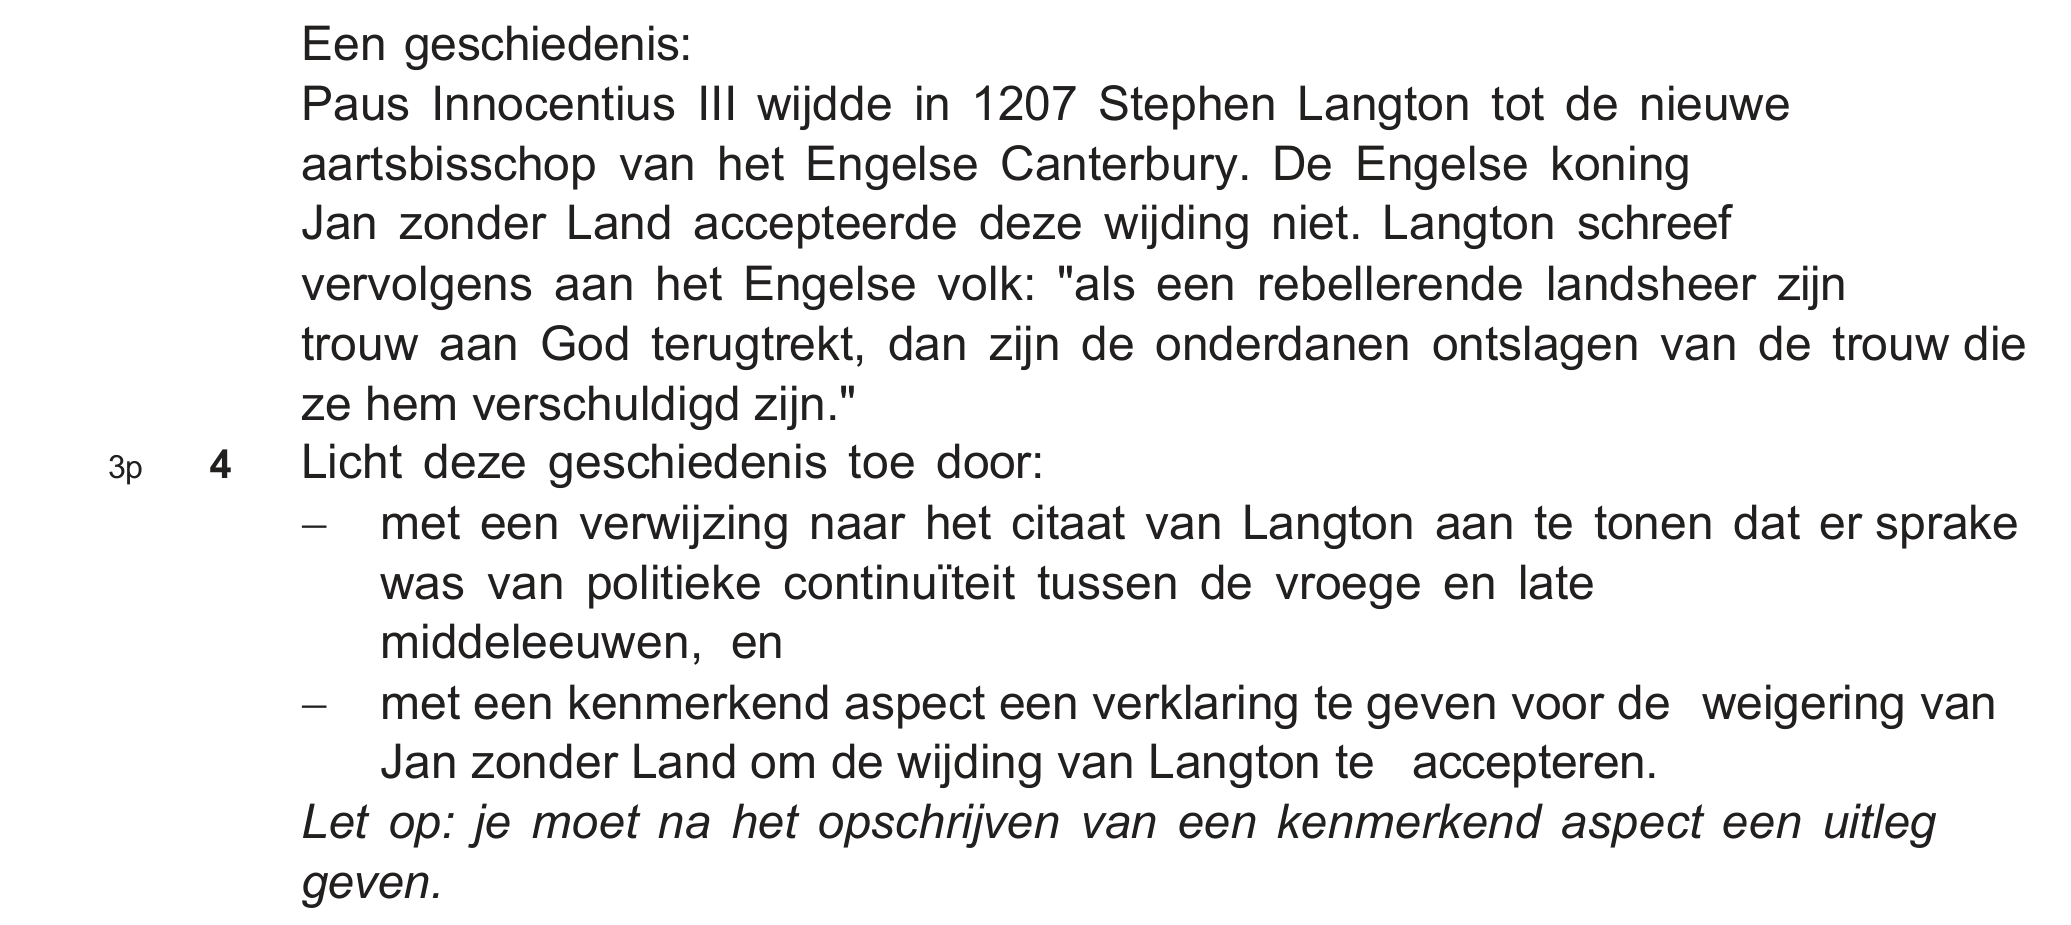 Een geschiedenis:
Paus Innocentius III wijdde in 1207 Stephen Langton tot de nieuwe
aartsbisschop van het Engelse Canterbury. De Engelse koning
Jan zonder Land accepteerde deze wijding niet. Langton schreef
vervolgens aan het Engelse volk: "als een rebellerende landsheer zijn
trouw aan God terugtrekt, dan zijn de onderdanen ontslagen van de trouw die
ze hem verschuldigd zijn."
3p 4 Licht deze geschiedenis toe door:
– met een verwijzing naar het citaat van Langton aan te tonen dat er sprake
was van politieke continuïteit tussen de vroege en late
middeleeuwen, en
– met een kenmerkend aspect een verklaring te geven voor de weigering van
Jan zonder Land om de wijding van Langton te accepteren.
Let op: je moet na het opschrijven van een kenmerkend aspect een uitleg
geven.